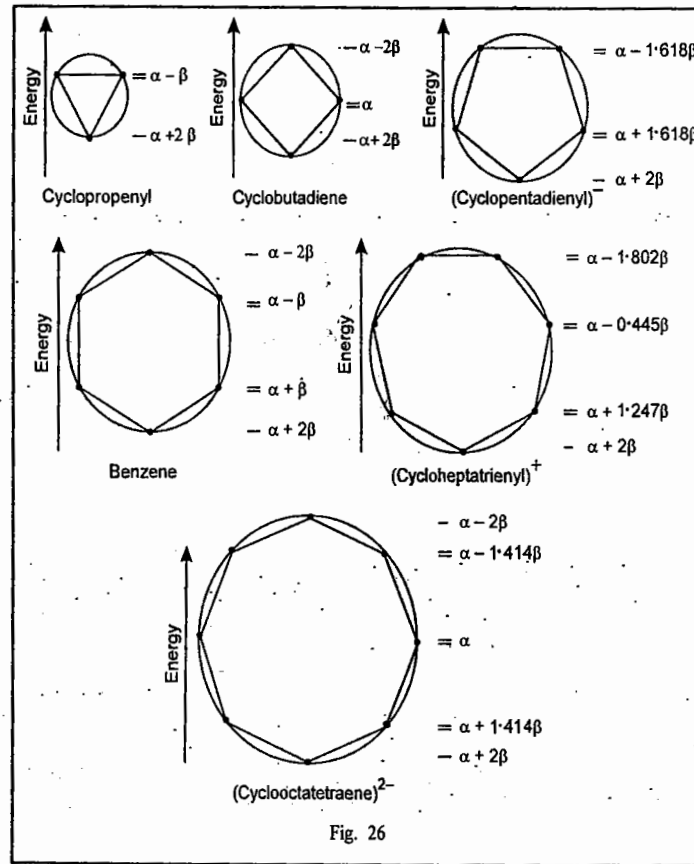 Energy
− α−2β
= α − 1·618β
= α−β
= α
= α + 1·618β
− α+2β
− α+2β
− α + 2β
Cyclopropenyl
Cyclobutadiene
(Cyclopentadienyl)−
Energy
Energy
Energy
− α − 2β
= α − β
= α + β
− α + 2β
Benzene
Energy
= α − 1·802β
= α − 0·445β
= α + 1·247β
− α + 2β
(Cycloheptatrienyl)+
Energy
− α − 2β
= α − 1·414β
= α
= α + 1·414β
− α + 2β
(Cyclooctatetraene)2−
Fig. 26